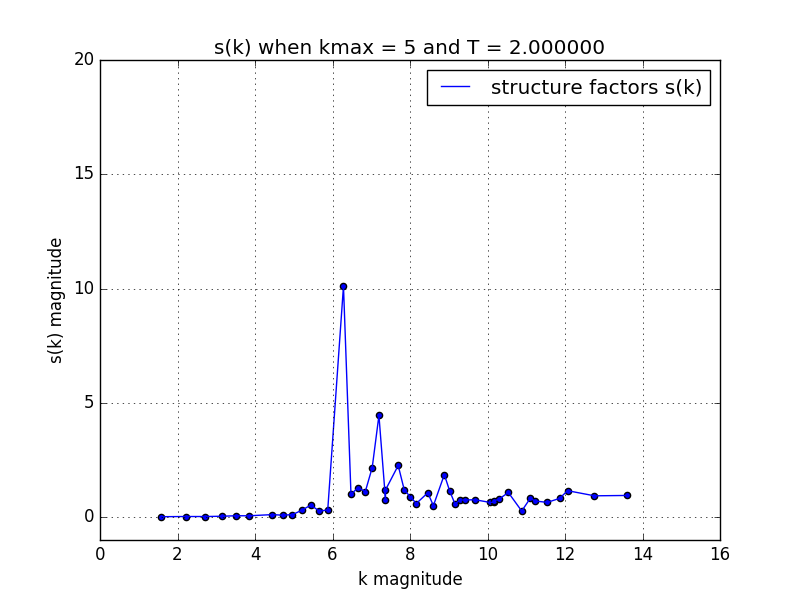 s(k) when kmax = 5 and T = 2.000000
structure factors s(k)
20
15
10
5
0
s(k) magnitude
0 2 4 6 8 10 12 14 16
k magnitude